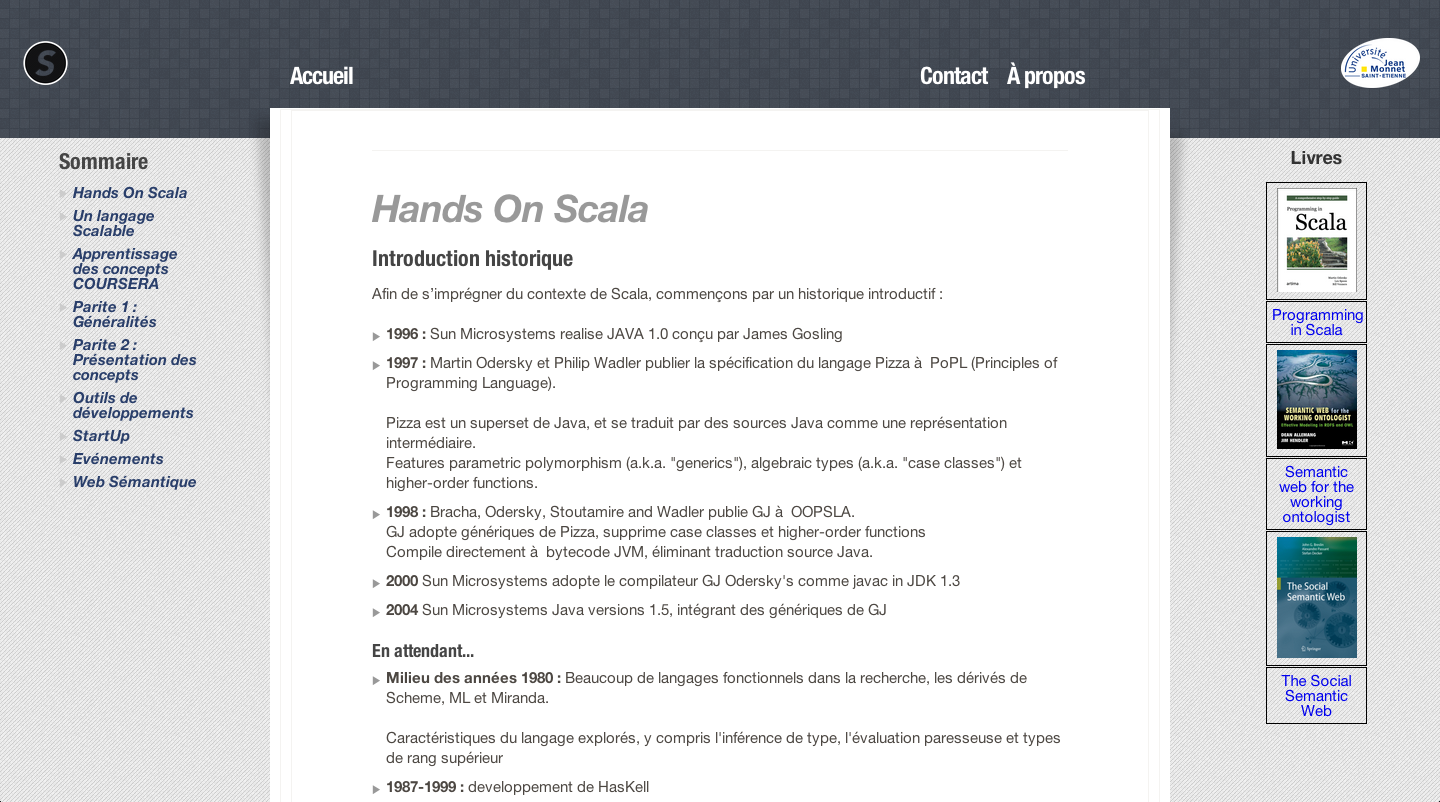 S
Accueil
Contact
À propos
Université
Jean
Monnet
SAINT-ETIENNE
Sommaire
Hands On Scala
Un langage
Scalable
Apprentissage
des concepts
COURSERA
Parite 1 :
Généralités
Parite 2 :
Présentation des
concepts
Outils de
développements
StartUp
Evénements
Web Sémantique
Hands On Scala
Introduction historique
Afin de s’imprégner du contexte de Scala, commençons par un historique introductif :
1996 : Sun Microsystems realise JAVA 1.0 conçu par James Gosling
1997 : Martin Odersky et Philip Wadler publier la spécification du langage Pizza à  PoPL (Principles of
Programming Language).
Pizza est un superset de Java, et se traduit par des sources Java comme une représentation
intermédiaire.
Features parametric polymorphism (a.k.a. "generics"), algebraic types (a.k.a. "case classes") et
higher-order functions.
1998 : Bracha, Odersky, Stoutamire and Wadler publie GJ à  OOPSLA.
GJ adopte génériques de Pizza, supprime case classes et higher-order functions
Compile directement à  bytecode JVM, éliminant traduction source Java.
2000 Sun Microsystems adopte le compilateur GJ Odersky's comme javac in JDK 1.3
2004 Sun Microsystems Java versions 1.5, intégrant des génériques de GJ
En attendant...
Milieu des années 1980 : Beaucoup de langages fonctionnels dans la recherche, les dérivés de
Scheme, ML et Miranda.
Caractéristiques du langage explorés, y compris l'inférence de type, l'évaluation paresseuse et types
de rang supérieur
1987-1999 : developpement de HasKell
Livres
Programming in
Scala
artima
Programming
in Scala
SEMANTIC WEB for the
WORKING ONTOLOGIST
Effective Modeling in RDFS and OWL
DEAN ALLEMANG
JIM HENDLER
Semantic
web for the
working
ontologist
The Social
Semantic Web
Springer
The Social
Semantic
Web